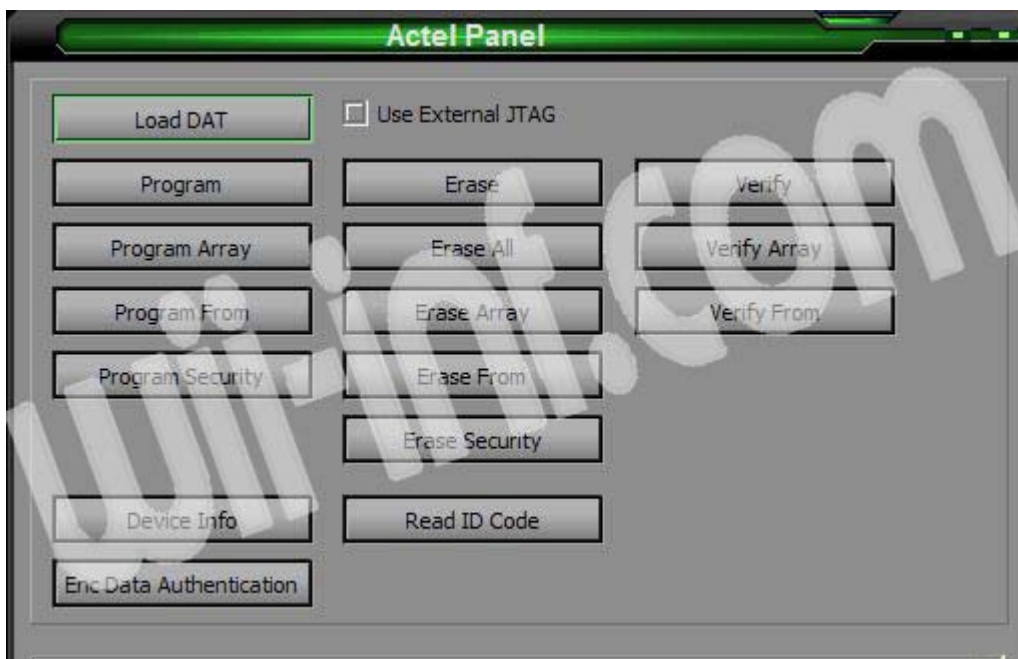 Actel Panel
Load DAT
Use External JTAG
Program
Erase
Verify
Program Array
Erase All
Verify Array
Program From
Erase Array
Verify From
Program Security
Erase From
Erase Security
Device Info
Read ID Code
Enc Data Authentication
wii-inf.com